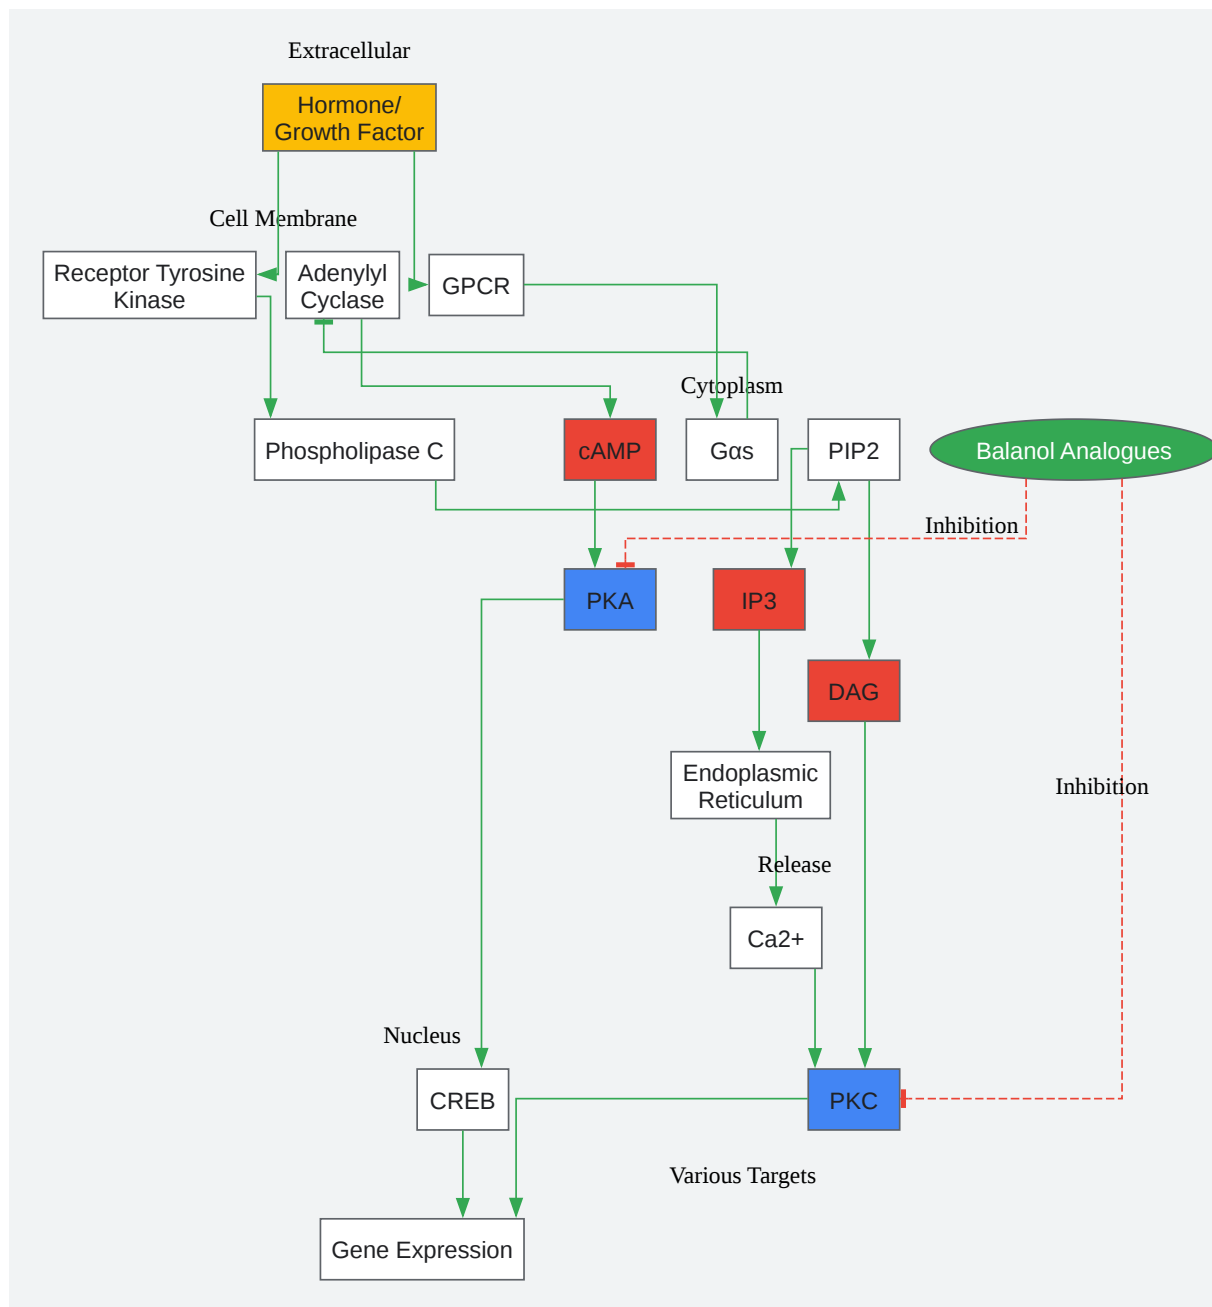 Extracellular
Hormone/
Growth Factor
Cell Membrane
Receptor Tyrosine
Kinase
Adenylyl
Cyclase
GPCR
Cytoplasm
Phospholipase C
cAMP
Gαs
PIP2
Balanol Analogues
Inhibition
PKA
IP3
DAG
Endoplasmic
Reticulum
Inhibition
Release
Ca2+
Nucleus
CREB
PKC
Various Targets
Gene Expression